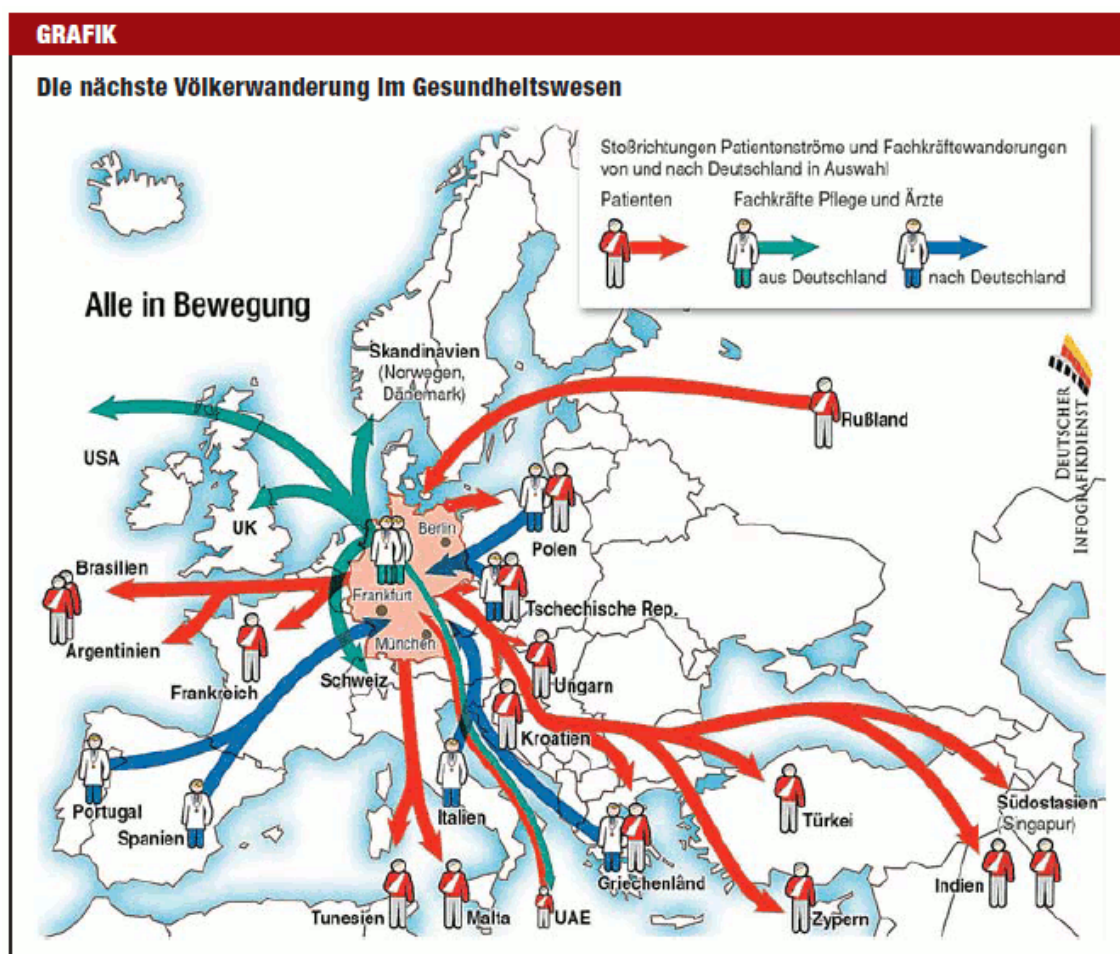 GRAFIK
Die nächste Völkerwanderung im Gesundheitswesen
Stoßrichtungen Patientenströme und Fachkräftewanderungen
von und nach Deutschland in Auswahl
Patienten
Fachkräfte Pflege und Ärzte
aus Deutschland
nach Deutschland
Alle in Bewegung
Skandinavien
(Norwegen,
Dänemark)
Rußland
DEUTSCHER
INFOGRAFIKDIENST
USA
UK
Berlin
Polen
Brasilien
Frankfurt
Tschechische Rep.
Argentinien
München
Frankreich
Schweiz
Ungarn
Kroatien
Portugal
Spanien
Italien
Türkei
Südostasien
(Singapur)
Griechenland
Indien
Tunesien
Malta
UAE
Zypern